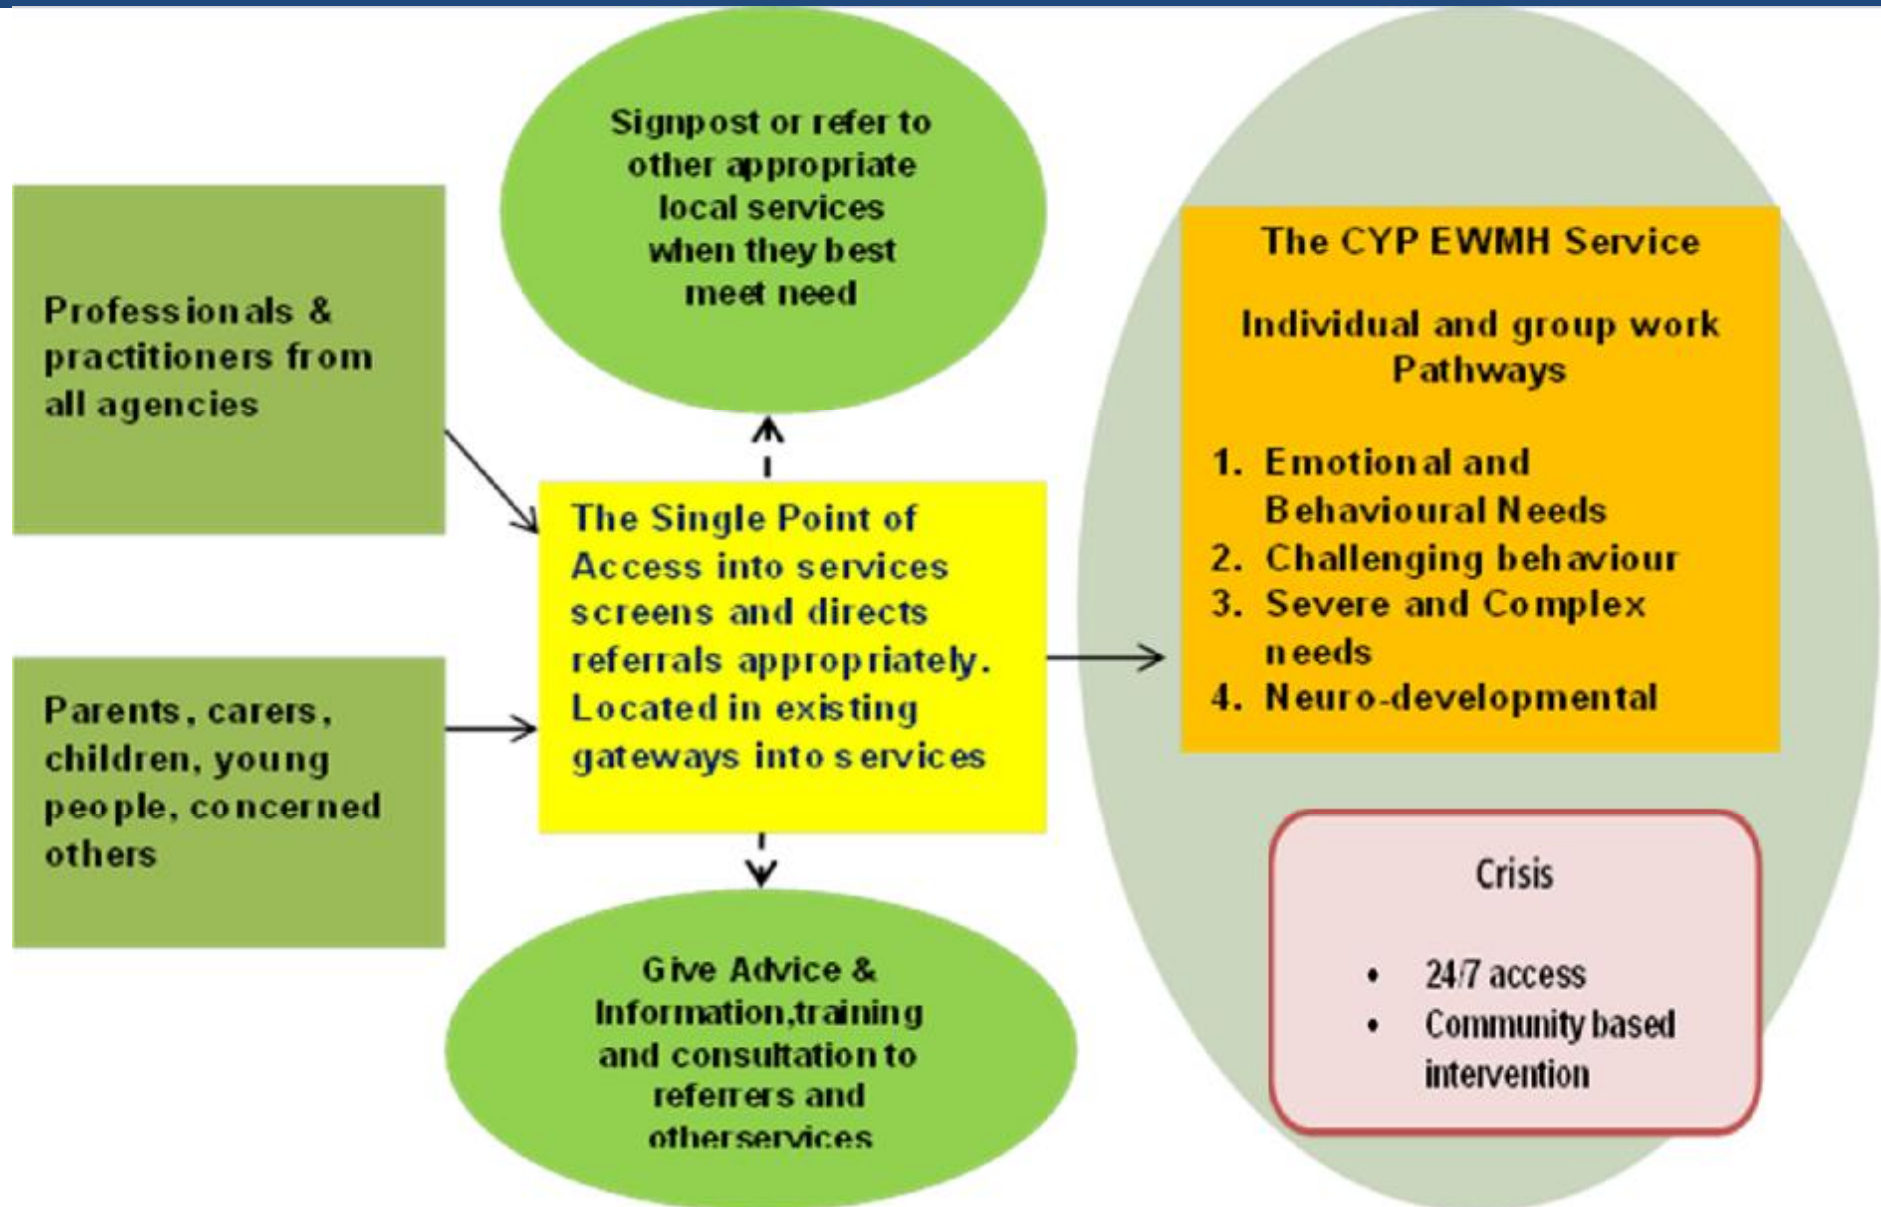 Signpost or refer to
other appropriate
local services
when they best
meet need
Professionals &
practitioners from
all agencies
Parents, carers,
children, young
people, concerned
others
The Single Point of
Access into services
screens and directs
referrals appropriately.
Located in existing
gateways into services
Give Advice &
Information,training
and consultation to
referrers and
otherservices
The CYP EWMH Service
Individual and group work
Pathways
1. Emotional and
Behavioural Needs
2. Challenging behaviour
3. Severe and Complex
needs
4. Neuro-developmental
Crisis
• 24/7 access
• Community based
intervention